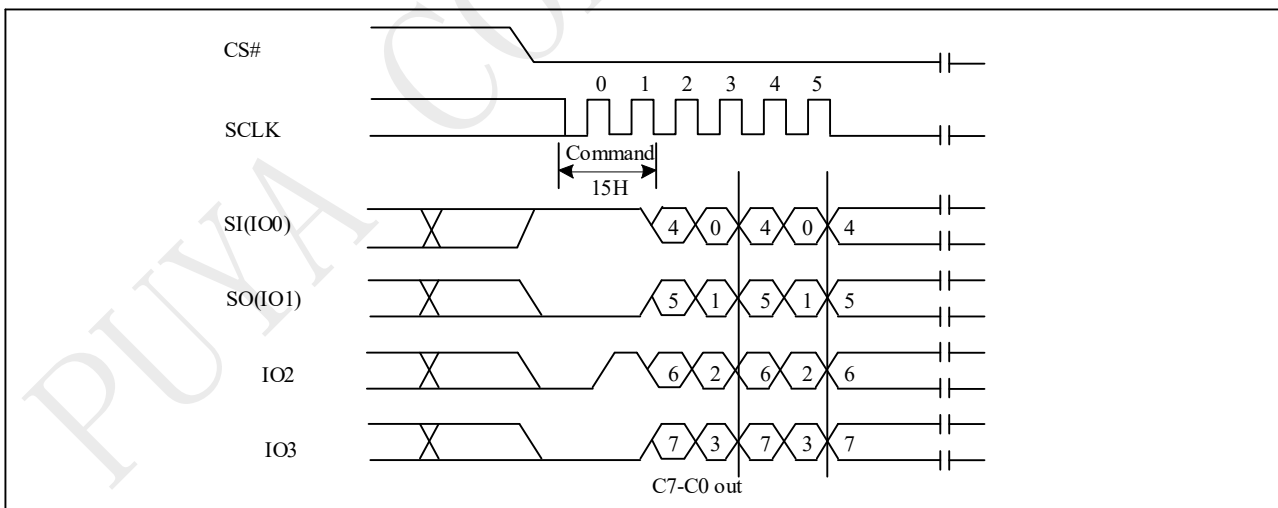 CS#
0 1 2 3 4 5
SCLK
Command
15H
SI(IO0)
4 0 4 0 4
SO(IO1)
5 1 5 1 5
IO2
6 2 6 2 6
IO3
7 3 7 3 7
C7-C0 out
PUYA